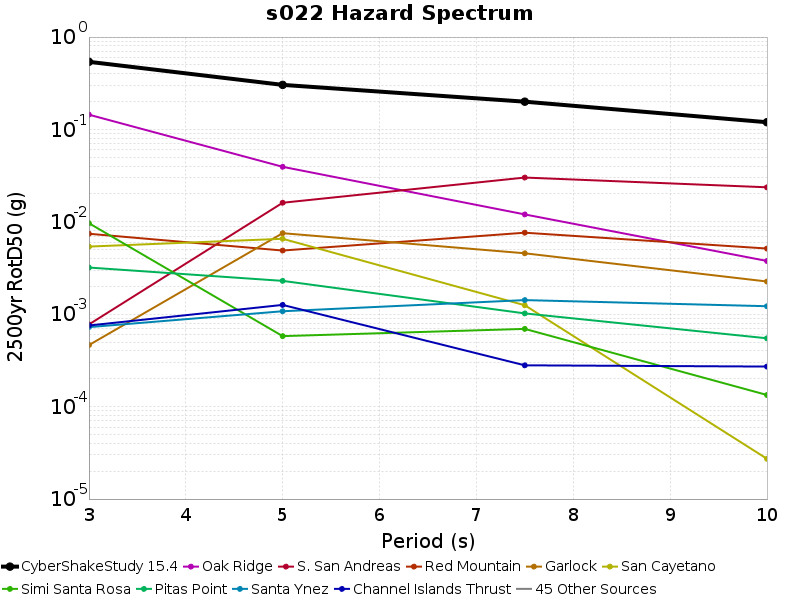 s022 Hazard Spectrum
2500yr RotD50 (g)
10^0
10^-1
10^-2
10^-3
10^-4
10^-5
3 4 5 6 7 8 9 10
Period (s)
CyberShakeStudy 15.4 Oak Ridge S. San Andreas Red Mountain Garlock San Cayetano
Simi Santa Rosa Pitas Point Santa Ynez Channel Islands Thrust 45 Other Sources